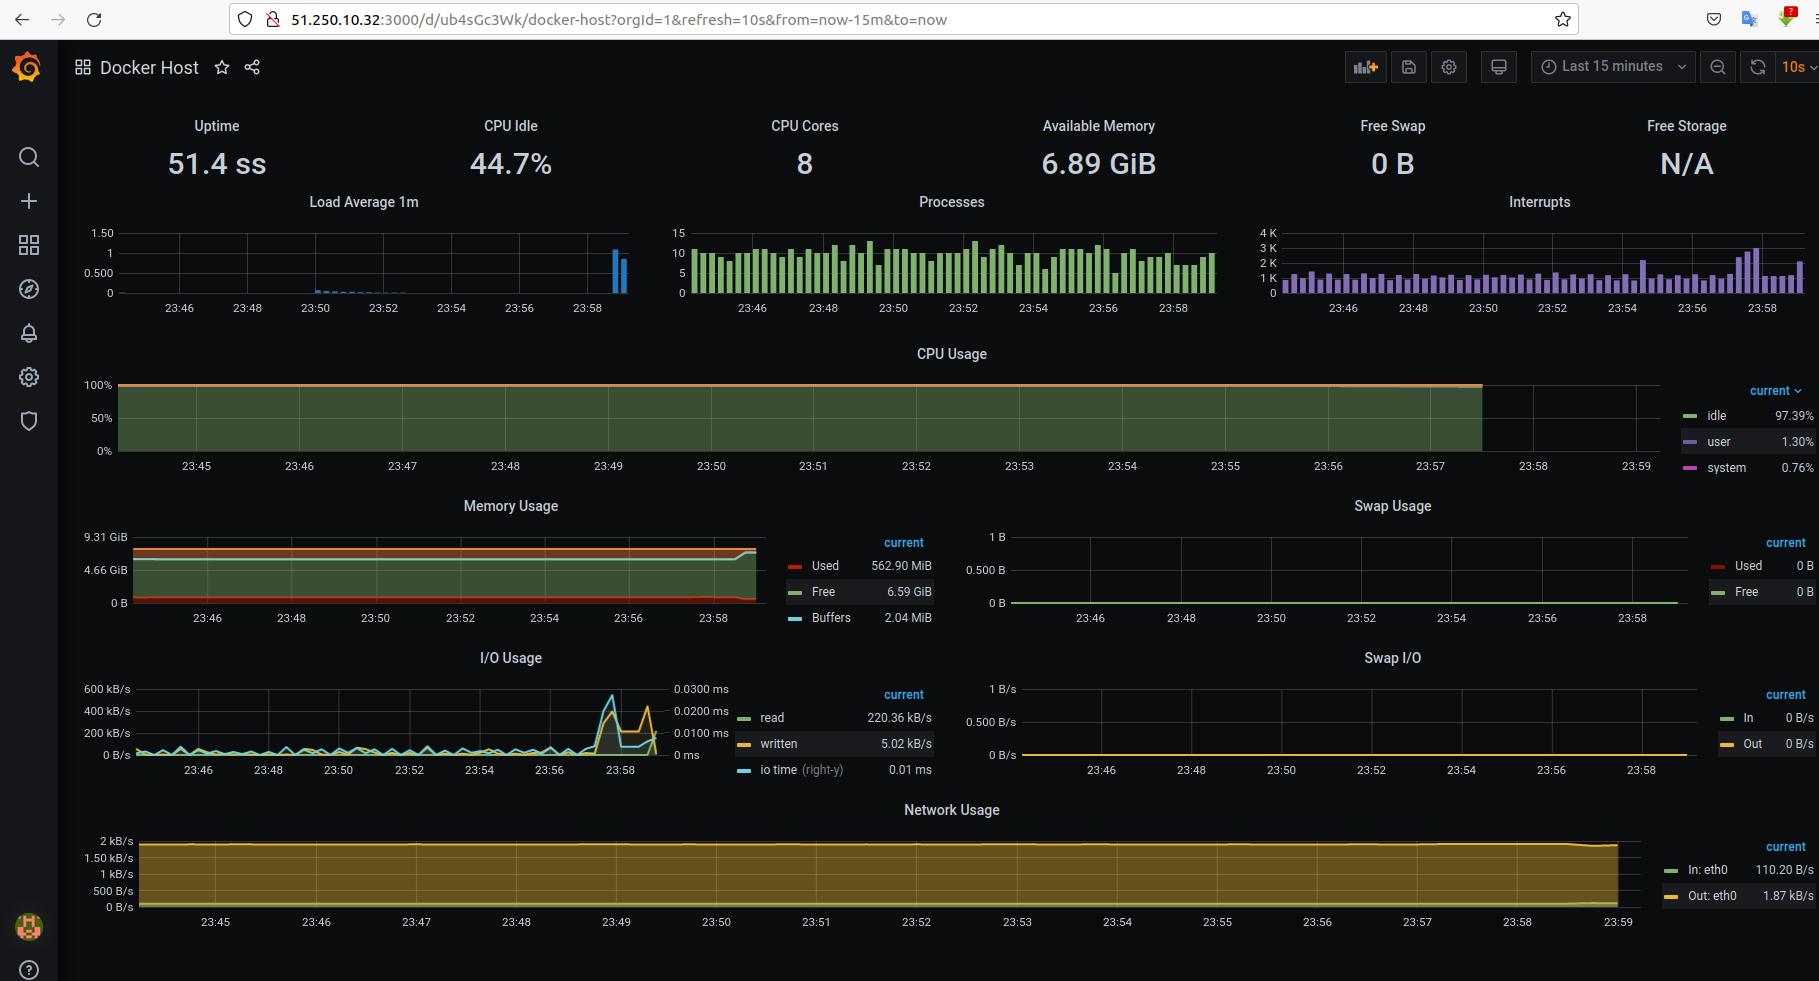 51.250.10.32:3000/d/ub4sGc3Wk/docker-host?orgId=1&refresh=10s&from=now-15m&to=now
Docker Host
Last 15 minutes
10s
Uptime
51.4 ss
CPU Idle
44.7%
CPU Cores
8
Available Memory
6.89 GiB
Free Swap
0 B
Free Storage
N/A
Load Average 1m
1.50
1
0.500
0
23:46 23:48 23:50 23:52 23:54 23:56 23:58
Processes
15
10
5
0
23:46 23:48 23:50 23:52 23:54 23:56 23:58
Interrupts
4 K
3 K
2 K
1 K
0
23:46 23:48 23:50 23:52 23:54 23:56 23:58
CPU Usage
100%
50%
0%
23:45 23:46 23:47 23:48 23:49 23:50 23:51 23:52 23:53 23:54 23:55 23:56 23:57 23:58 23:59
current
idle 97.39%
user 1.30%
system 0.76%
Memory Usage
9.31 GiB
4.66 GiB
0 B
23:46 23:48 23:50 23:52 23:54 23:56 23:58
current
Used 562.90 MiB
Free 6.59 GiB
Buffers 2.04 MiB
Swap Usage
1 B
0.500 B
0 B
23:46 23:48 23:50 23:52 23:54 23:56 23:58
current
Used 0 B
Free 0 B
I/O Usage
600 kB/s
400 kB/s
200 kB/s
0 B/s
0.0300 ms
0.0200 ms
0.0100 ms
0 ms
23:46 23:48 23:50 23:52 23:54 23:56 23:58
current
read 220.36 kB/s
written 5.02 kB/s
io time (right-y) 0.01 ms
Swap I/O
1 B/s
0.500 B/s
0 B/s
23:46 23:48 23:50 23:52 23:54 23:56 23:58
current
In 0 B/s
Out 0 B/s
Network Usage
2 kB/s
1.50 kB/s
1 kB/s
500 B/s
0 B/s
23:45 23:46 23:47 23:48 23:49 23:50 23:51 23:52 23:53 23:54 23:55 23:56 23:57 23:58 23:59
current
In: eth0 110.20 B/s
Out: eth0 1.87 kB/s